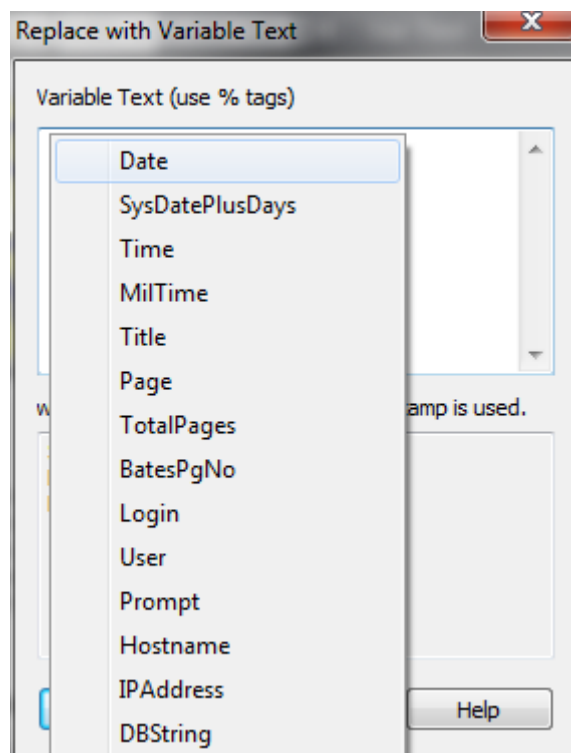 Replace with Variable Text
Variable Text (use % tags)
Date
SysDatePlusDays
Time
MilTime
Title
Page
TotalPages
BatesPgNo
Login
User
Prompt
Hostname
IPAddress
DBString
is used.
Help